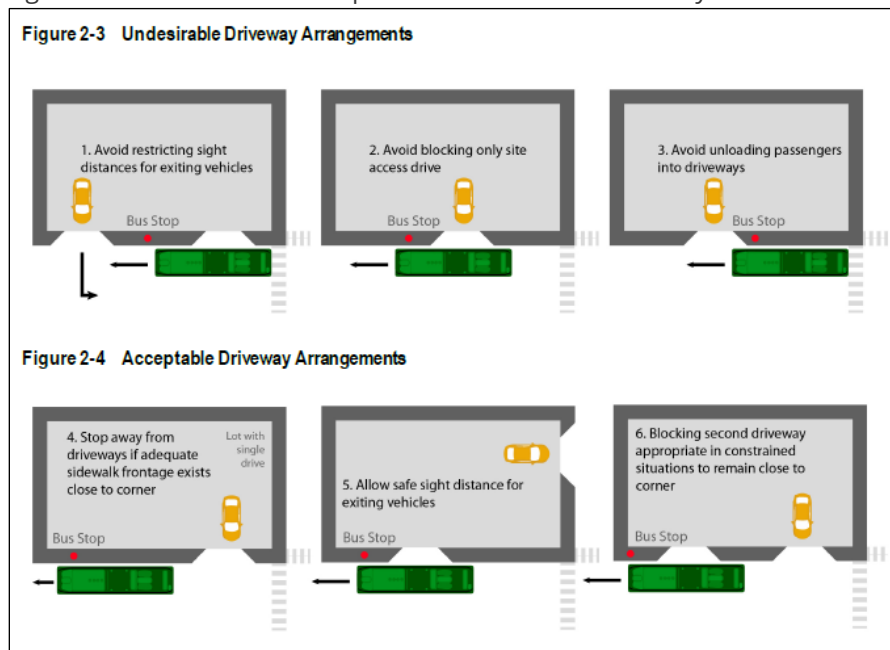 Figure 2-3 Undesirable Driveway Arrangements
1. Avoid restricting sight
distances for exiting vehicles
Bus Stop
2. Avoid blocking only site
access drive
Bus Stop
3. Avoid unloading passengers
into driveways
Bus Stop
Figure 2-4 Acceptable Driveway Arrangements
4. Stop away from
driveways if adequate
sidewalk frontage exists
close to corner
Lot with
single
drive
Bus Stop
5. Allow safe sight distance for
exiting vehicles
Bus Stop
6. Blocking second driveway
appropriate in constrained
situations to remain close to
corner
Bus Stop